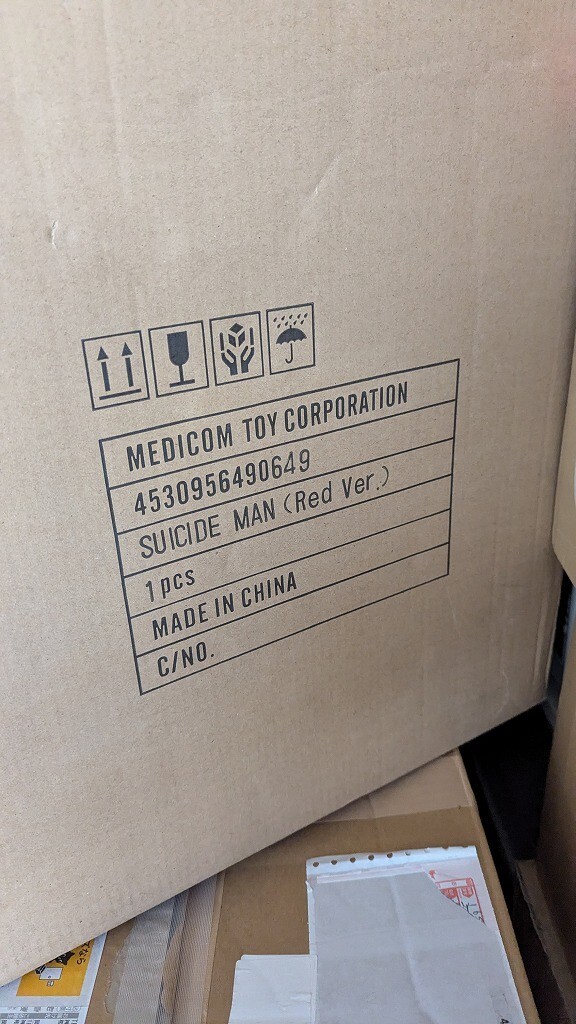 MEDICOM TOY CORPORATION
4530956490649
SUICIDE MAN (Red Ver.)
1pcs
MADE IN CHINA
C/NO.